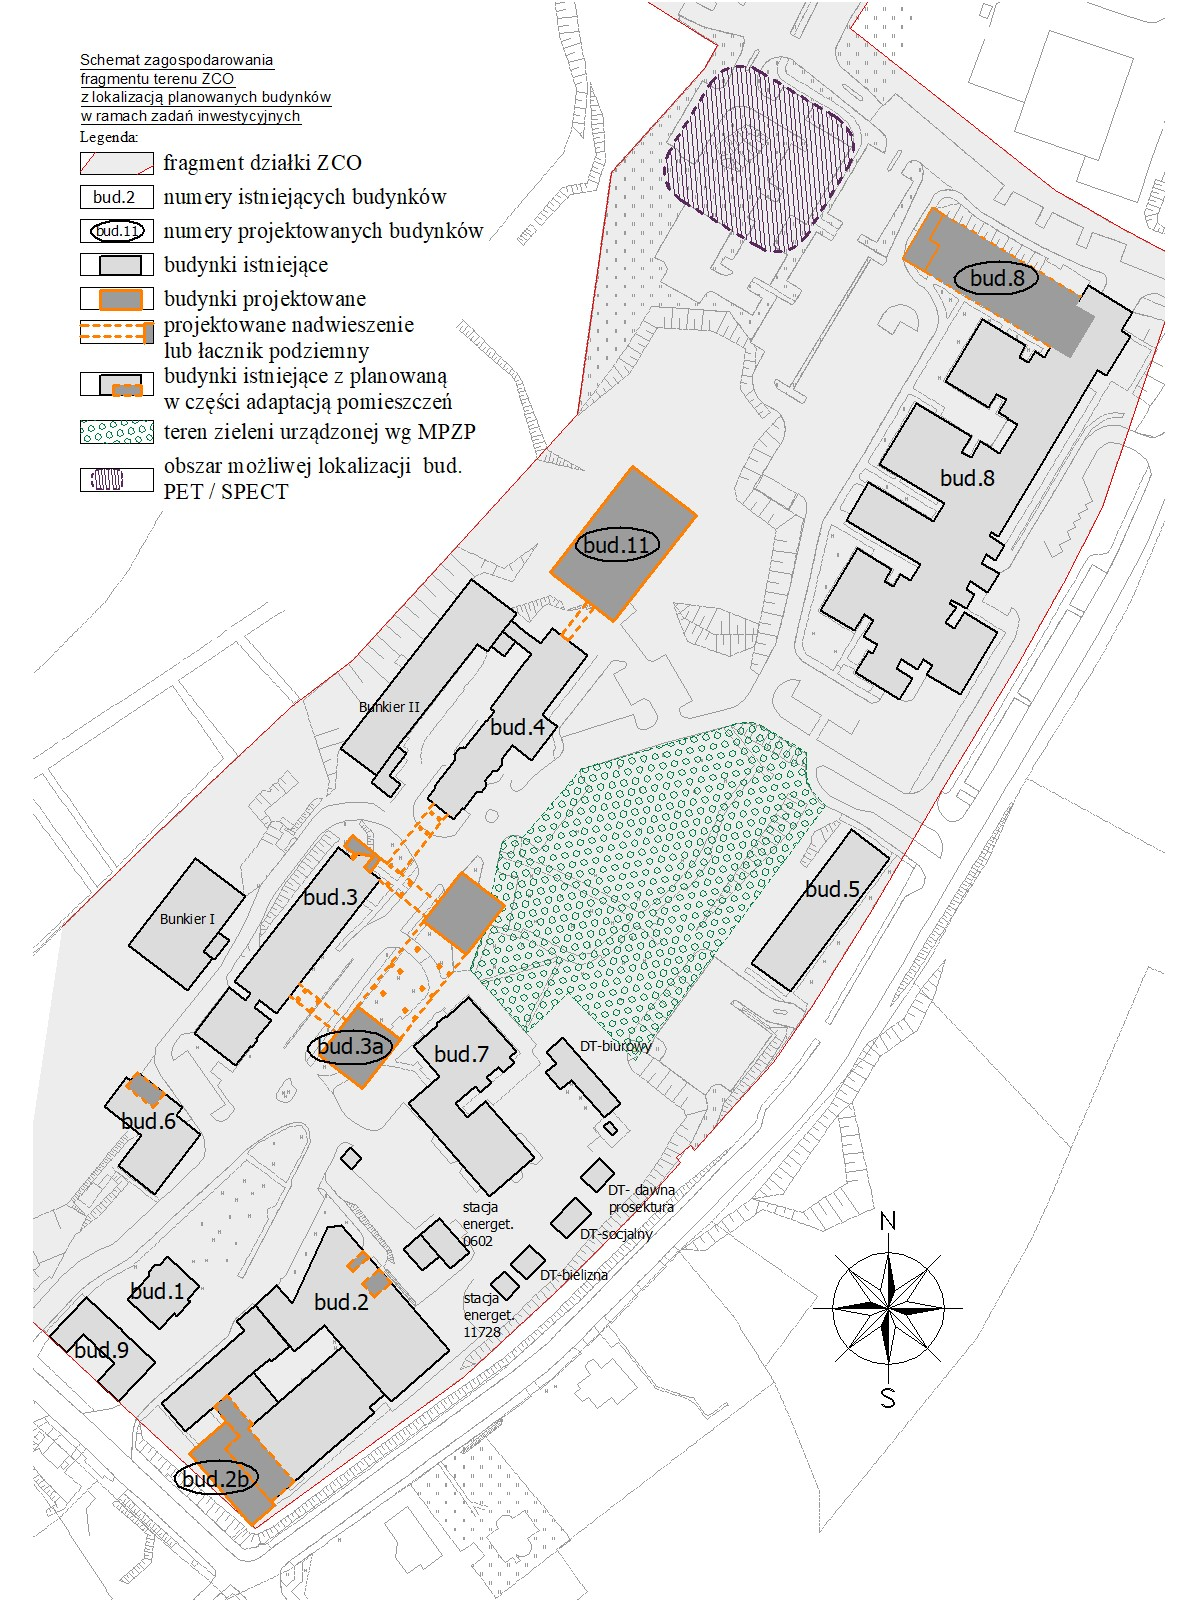 Schemat zagospodarowania
fragmentu terenu ZCO
z lokalizacją planowanych budynków
w ramach zadań inwestycyjnych
Legenda:
fragment działki ZCO
bud.2 numery istniejących budynków
bud.11 numery projektowanych budynków
budynki istniejące
budynki projektowane
projektowane nadwieszenie
lub łacznik podziemny
budynki istniejące z planowaną
w części adaptacją pomieszczeń
teren zieleni urządzonej wg MPZP
obszar możliwej lokalizacji bud.
PET / SPECT
bud.8
bud.8
bud.11
Bunkier II
bud.4
bud.3
bud.5
Bunkier I
bud.3a
bud.7
DT-biurowy
bud.6
DT- dawna
prosektura
stacja
energet.
0602
DT-socjalny
DT-bielizna
bud.1
bud.2
stacja
energet.
11728
bud.9
bud.2b
N
S